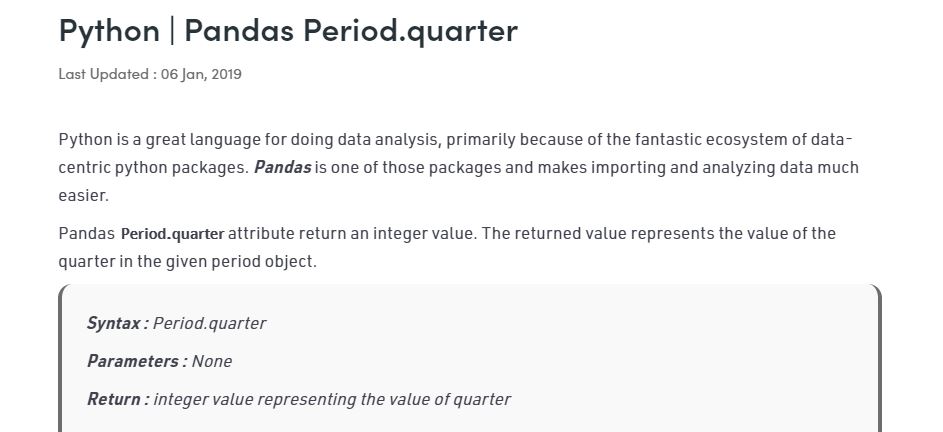 Python | Pandas Period.quarter
Last Updated : 06 Jan, 2019
Python is a great language for doing data analysis, primarily because of the fantastic ecosystem of data-
centric python packages. Pandas is one of those packages and makes importing and analyzing data much
easier.
Pandas Period.quarter attribute return an integer value. The returned value represents the value of the
quarter in the given period object.
Syntax : Period.quarter
Parameters : None
Return : integer value representing the value of quarter